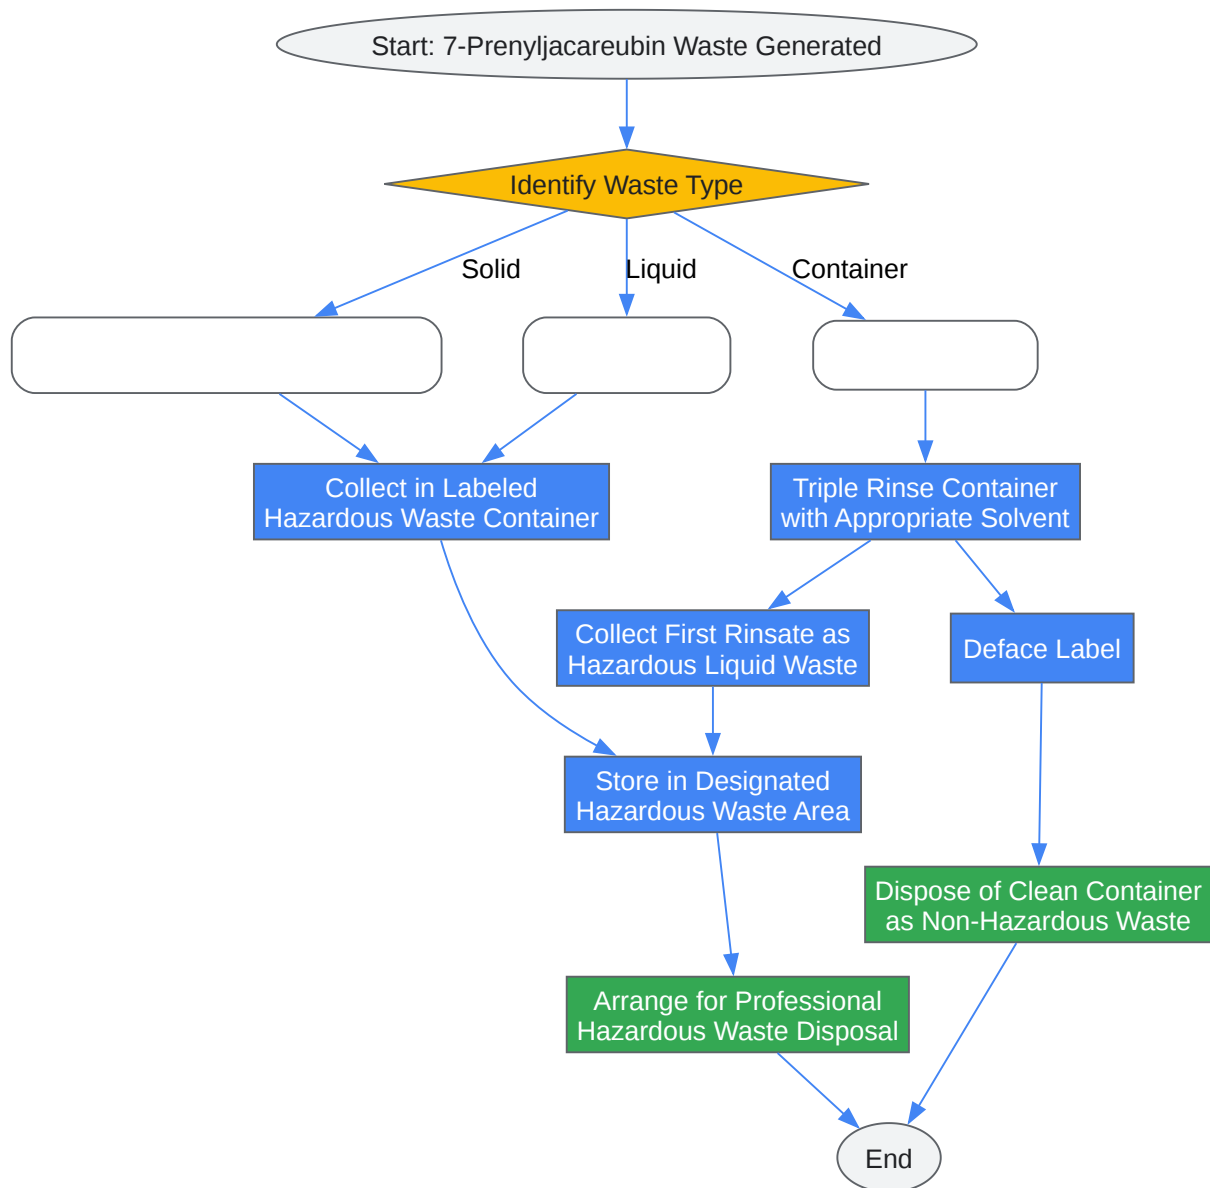 Start: 7-Prenyljacareubin Waste Generated
Identify Waste Type
Solid
Liquid
Container
Collect in Labeled
Hazardous Waste Container
Triple Rinse Container
with Appropriate Solvent
Collect First Rinsate as
Hazardous Liquid Waste
Deface Label
Store in Designated
Hazardous Waste Area
Dispose of Clean Container
as Non-Hazardous Waste
Arrange for Professional
Hazardous Waste Disposal
End